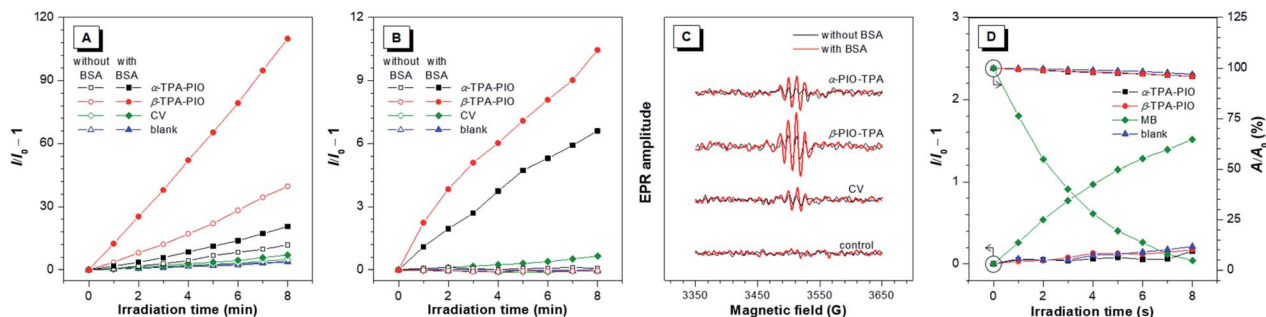 A
without with
BSA BSA
α-TPA-PIO
β-TPA-PIO
CV
blank
I/I0 – 1
120
90
60
30
0
0 2 4 6 8
Irradiation time (min)
B
without with
BSA BSA
α-TPA-PIO
β-TPA-PIO
CV
blank
I/I0 – 1
12
9
6
3
0
0 2 4 6 8
Irradiation time (min)
C
without BSA
with BSA
α-PIO-TPA
β-PIO-TPA
CV
control
EPR amplitude
3350 3450 3550 3650
Magnetic field (G)
D
α-TPA-PIO
β-TPA-PIO
MB
blank
I/I0 – 1
3
2
1
0
A/A0 (%)
125
100
75
50
25
0
0 2 4 6 8
Irradiation time (s)